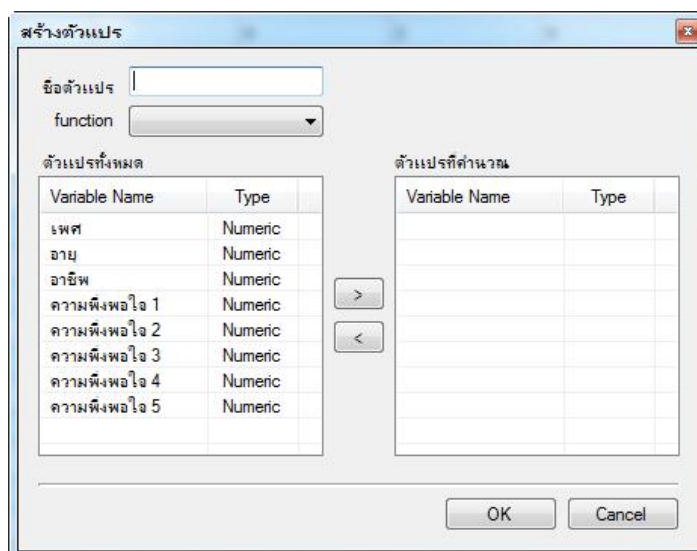 สร้างตัวแปร
ชื่อตัวแปร
function
ตัวแปรทั้งหมด
Variable Name Type
เพศ Numeric
อายุ Numeric
อาชีพ Numeric
ความพึงพอใจ 1 Numeric
ความพึงพอใจ 2 Numeric
ความพึงพอใจ 3 Numeric
ความพึงพอใจ 4 Numeric
ความพึงพอใจ 5 Numeric
>
<
ตัวแปรที่คำนวณ
Variable Name Type
OK Cancel